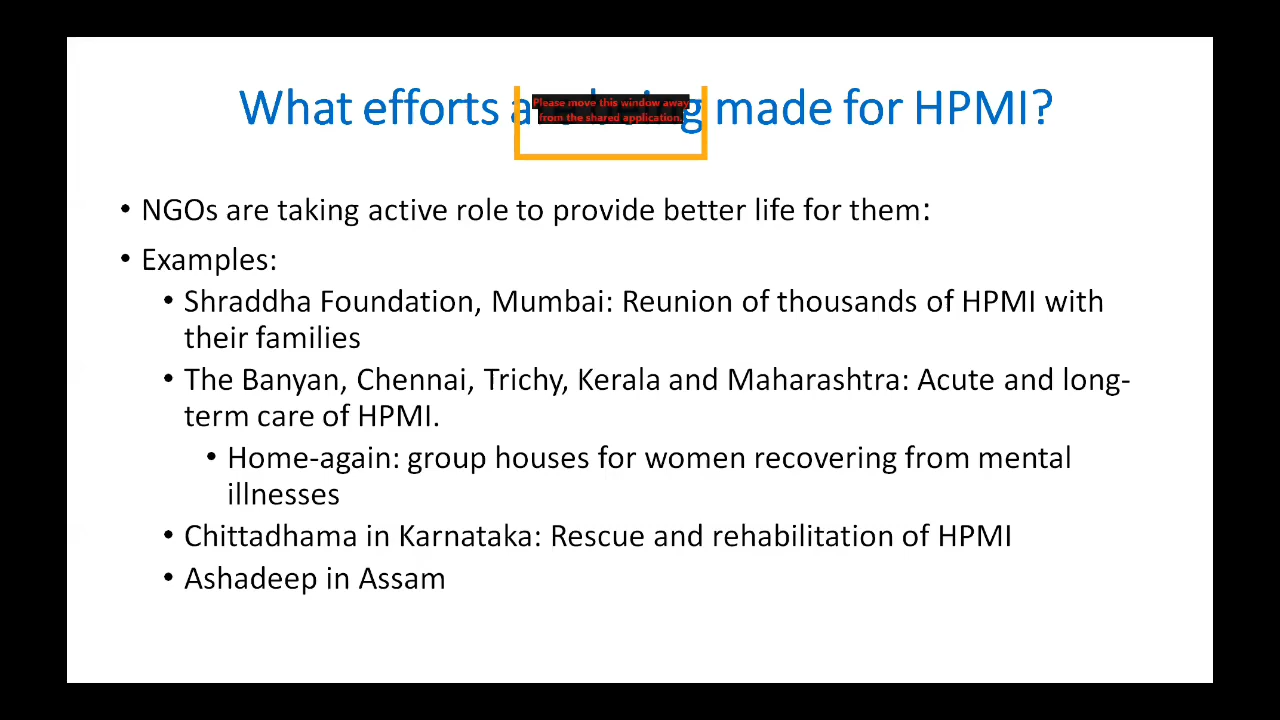 What efforts made for HPMI?
Please move this window away
from the shared application.
• NGOs are taking active role to provide better life for them:
• Examples:
• Shraddha Foundation, Mumbai: Reunion of thousands of HPMI with
their families
• The Banyan, Chennai, Trichy, Kerala and Maharashtra: Acute and long-
term care of HPMI.
• Home-again: group houses for women recovering from mental
illnesses
• Chittadhama in Karnataka: Rescue and rehabilitation of HPMI
• Ashadeep in Assam